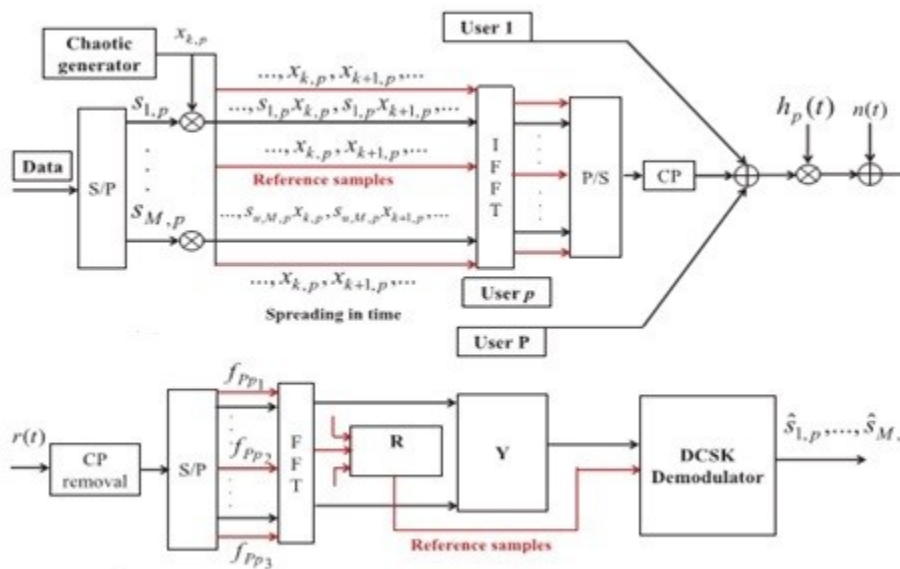 User 1
Chaotic generator
x_{k,p}
..., x_{k,p}, x_{k+1,p}, ...
h_p(t)
n(t)
s_{1,p}
..., s_{1,p}x_{k,p}, s_{1,p}x_{k+1,p}, ...
Data
S/P
..., x_{k,p}, x_{k+1,p}, ...
Reference samples
IFFT
P/S
CP
s_{M,p}
..., s_{u,M,p}x_{k,p}, s_{u,M,p}x_{k+1,p}, ...
..., x_{k,p}, x_{k+1,p}, ...
User p
Spreading in time
User P
f_{Pp_1}
r(t)
CP removal
S/P
f_{Pp_2}
FFT
R
Y
DCSK Demodulator
ŝ_{1,p}, ..., ŝ_{M,
f_{Pp_3}
Reference samples